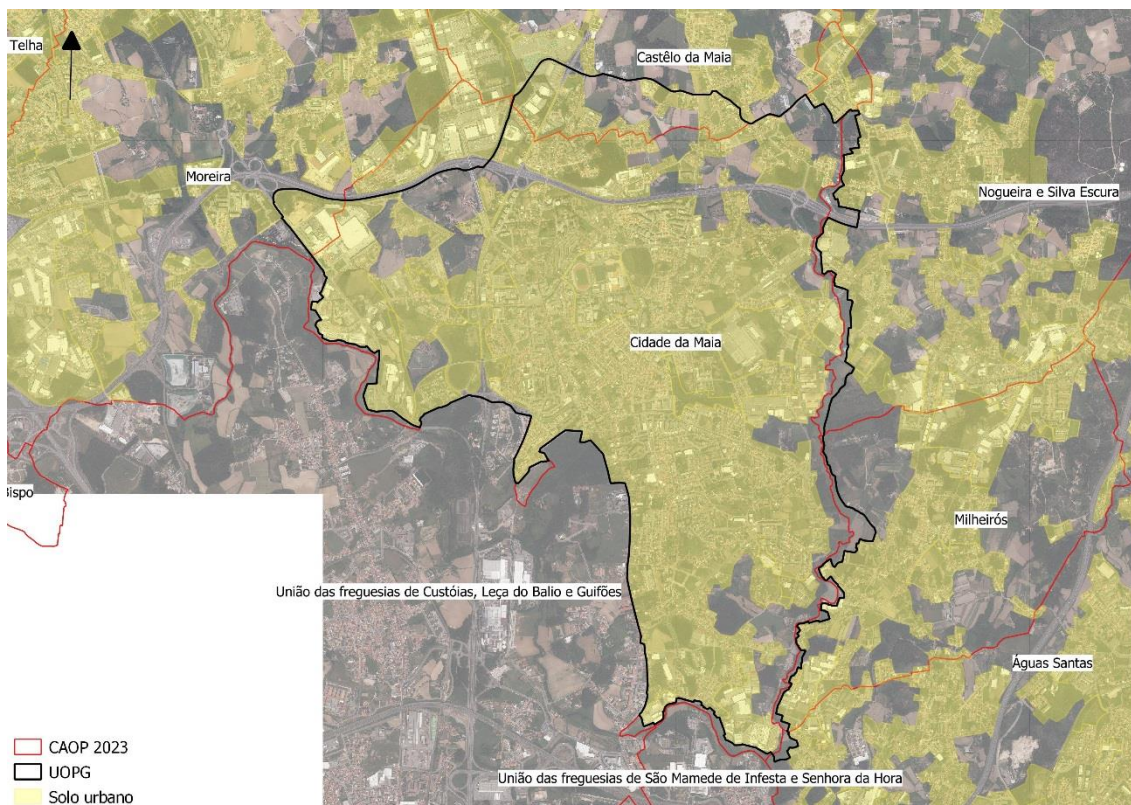 Telha
Castêlo da Maia
Moreira
Nogueira e Silva Escura
Cidade da Maia
Bispo
Milheirós
União das freguesias de Custóias, Leça do Balio e Guifões
Águas Santas
União das freguesias de São Mamede de Infesta e Senhora da Hora
CAOP 2023
UOPG
Solo urbano